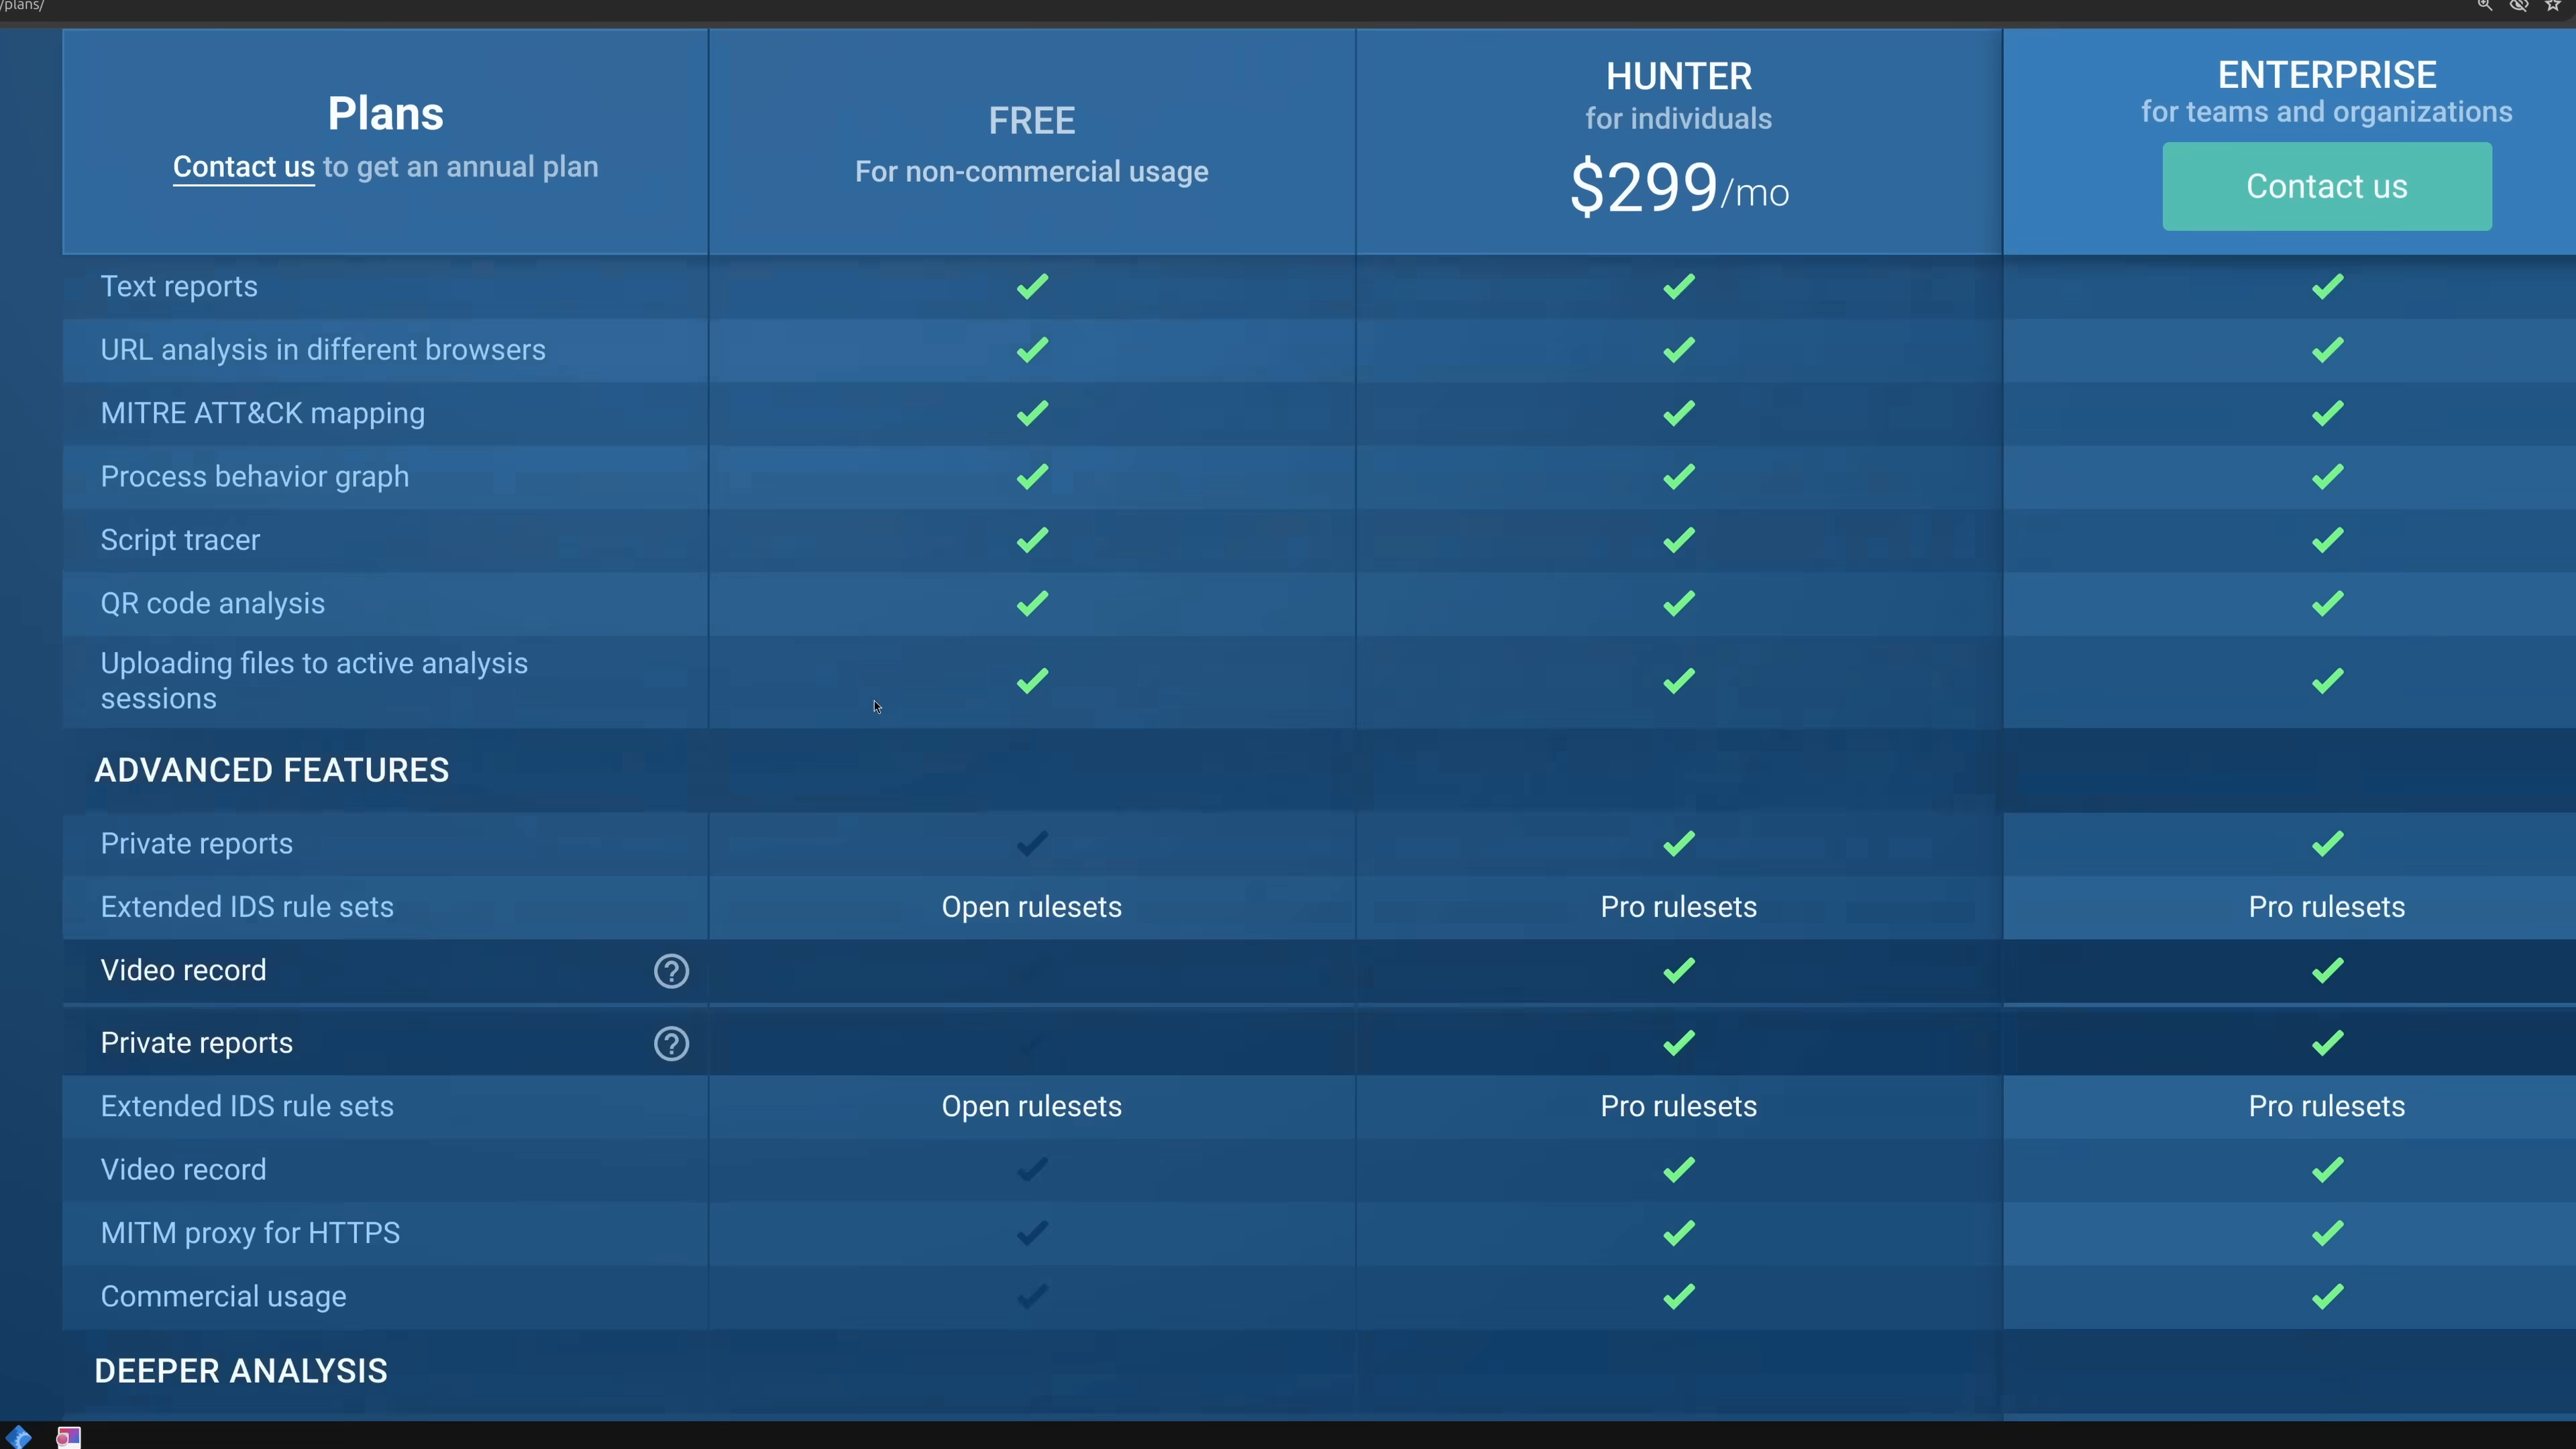 /plans/
Plans
Contact us to get an annual plan
FREE
For non-commercial usage
HUNTER
for individuals
$299/mo
ENTERPRISE
for teams and organizations
Contact us
Text reports
URL analysis in different browsers
MITRE ATT&CK mapping
Process behavior graph
Script tracer
QR code analysis
Uploading files to active analysis
sessions
ADVANCED FEATURES
Private reports
Extended IDS rule sets Open rulesets Pro rulesets Pro rulesets
Video record ?
Private reports ?
Extended IDS rule sets Open rulesets Pro rulesets Pro rulesets
Video record
MITM proxy for HTTPS
Commercial usage
DEEPER ANALYSIS